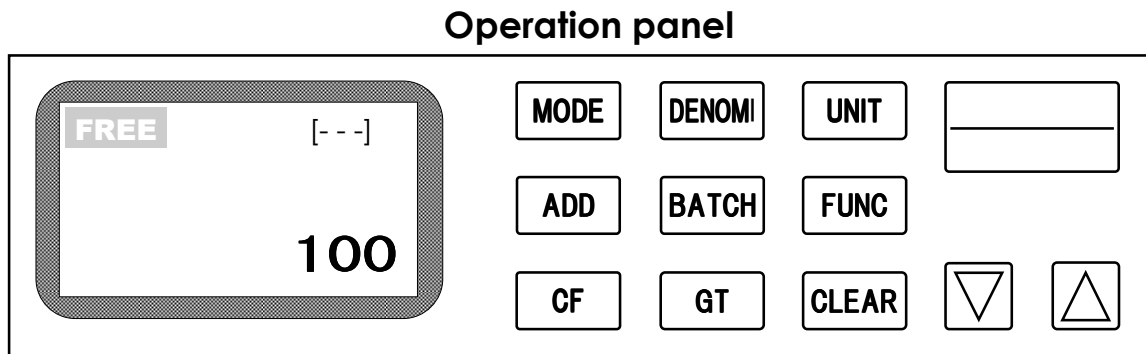 Operation panel
FREE [- - -]
100
MODE DENOMI UNIT
ADD BATCH FUNC
CF GT CLEAR